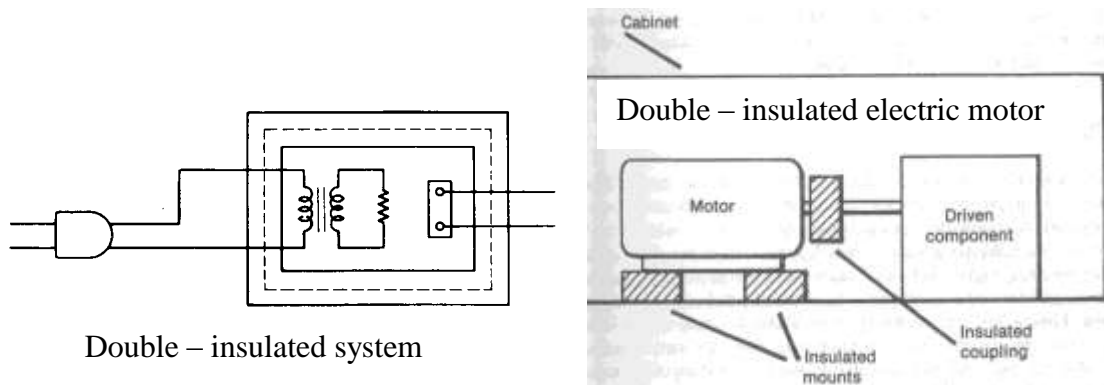 Double – insulated system
Cabinet
Double – insulated electric motor
Motor
Driven
component
Insulated
coupling
Insulated
mounts